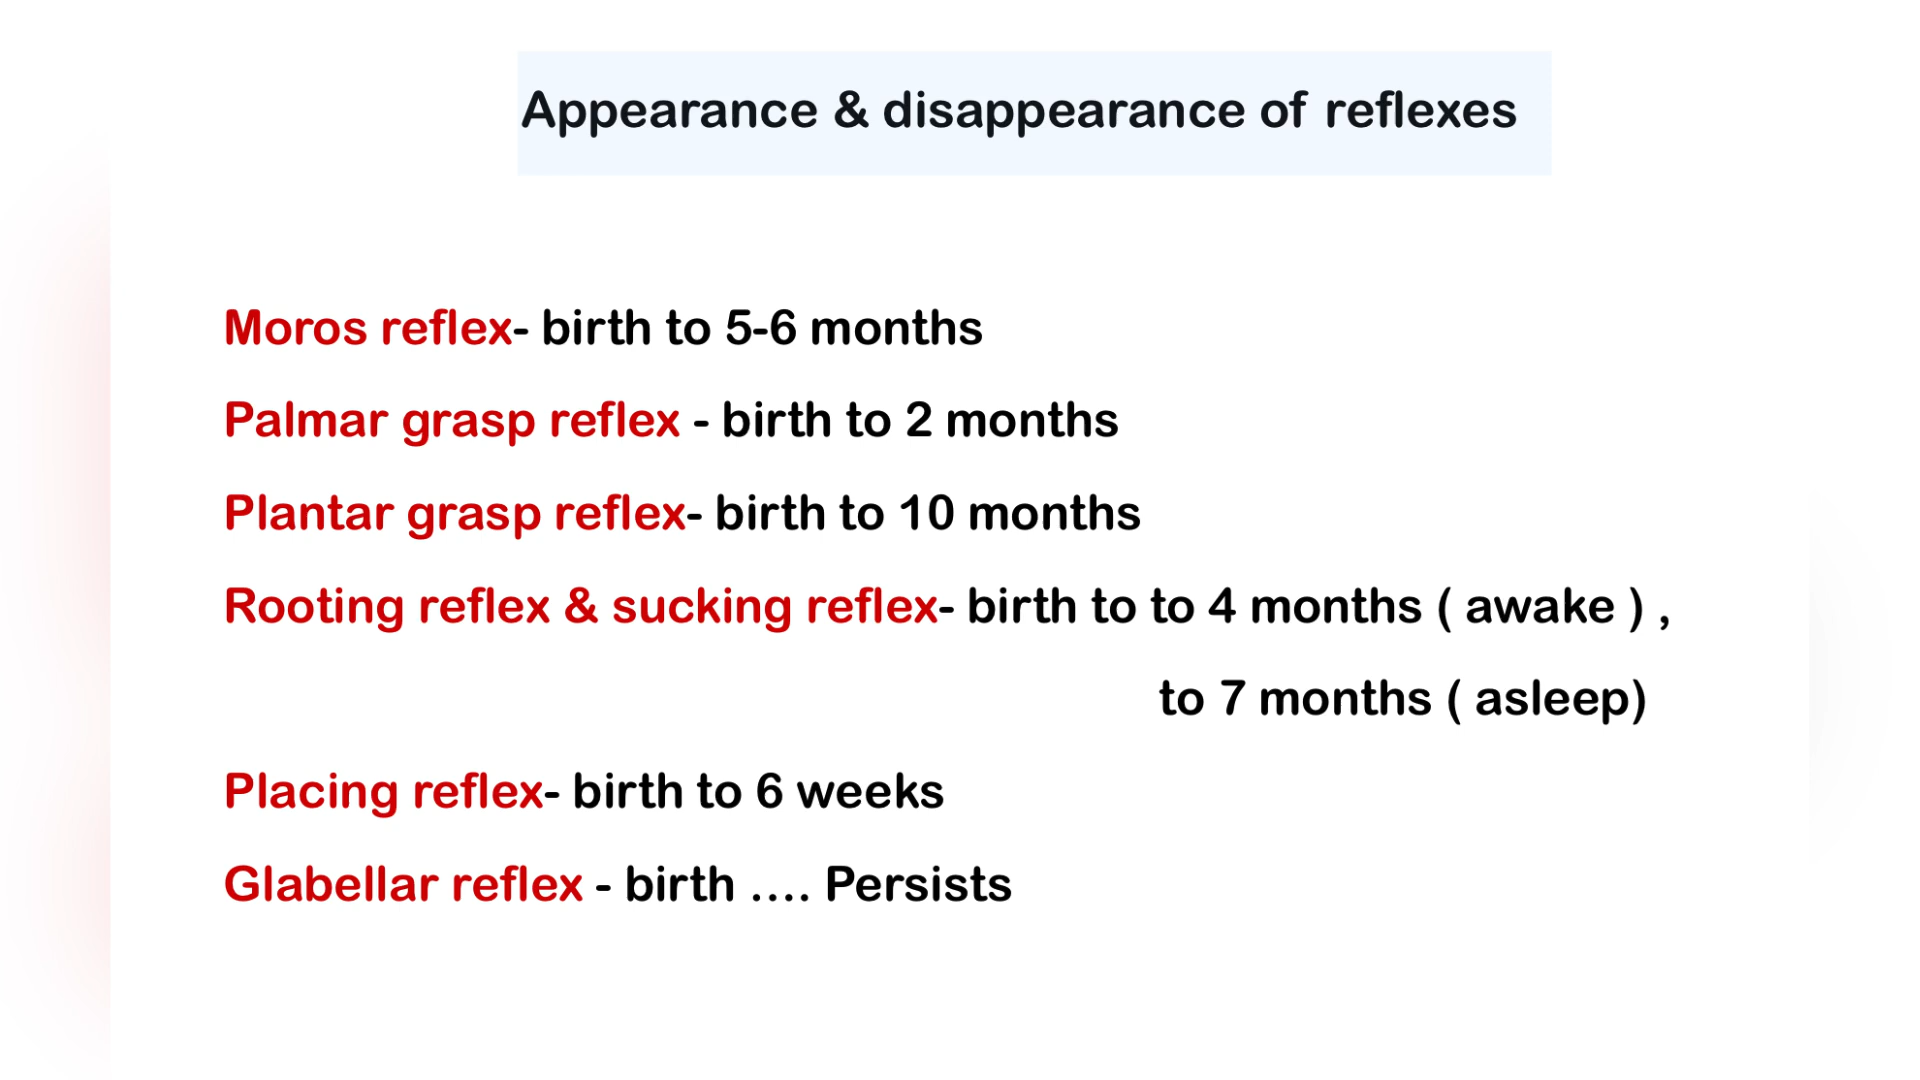 Appearance & disappearance of reflexes
Moros reflex- birth to 5-6 months
Palmar grasp reflex - birth to 2 months
Plantar grasp reflex- birth to 10 months
Rooting reflex & sucking reflex- birth to to 4 months ( awake ) ,
to 7 months ( asleep)
Placing reflex- birth to 6 weeks
Glabellar reflex - birth .... Persists